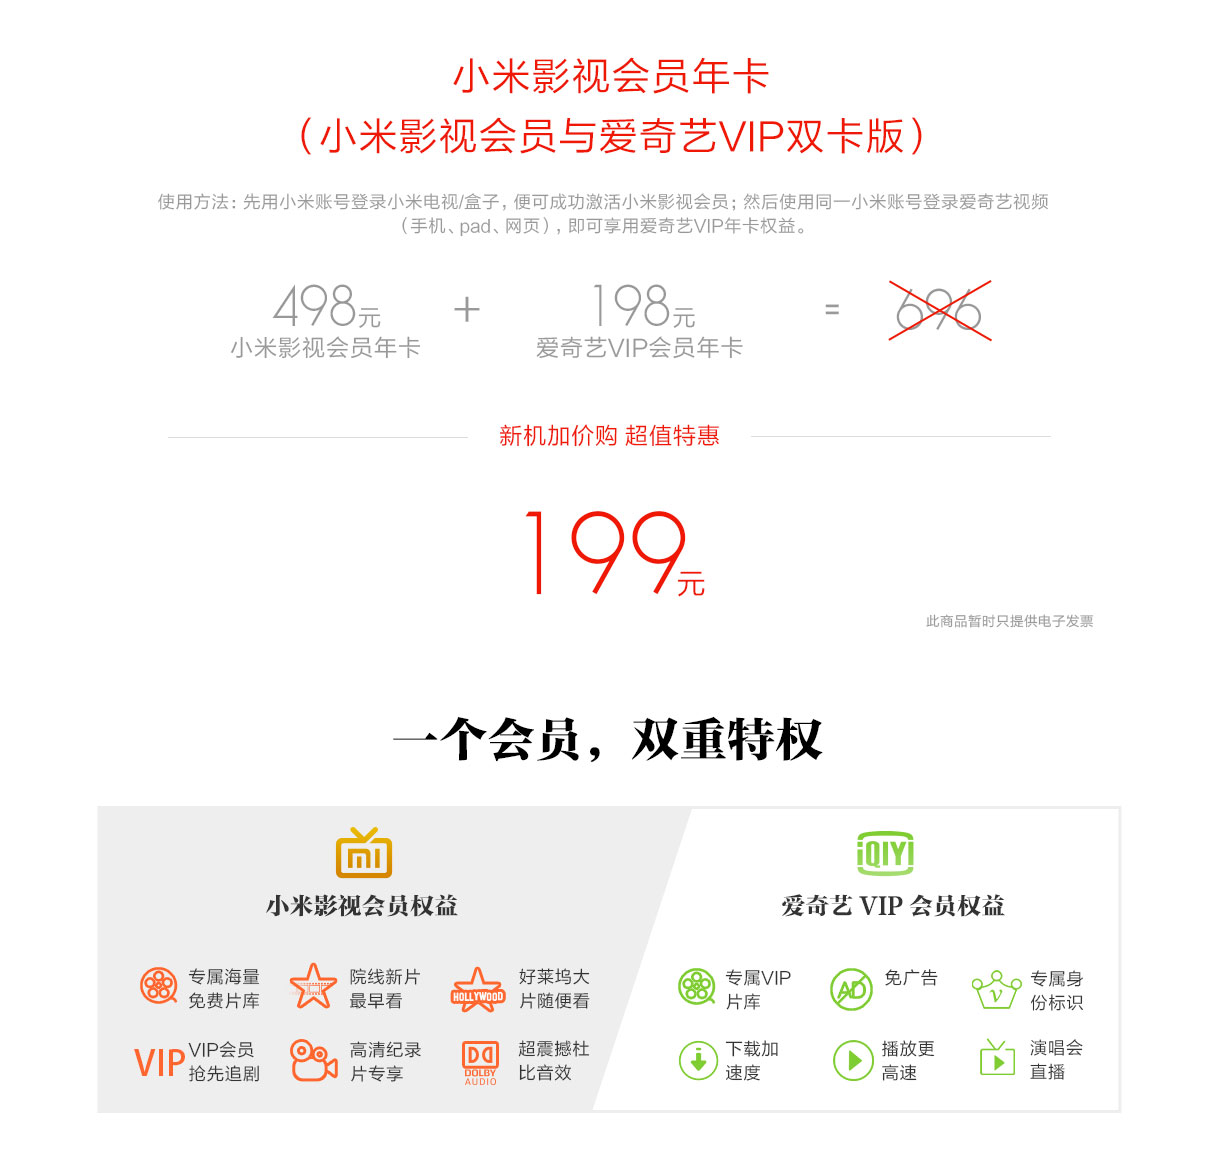 小米影视会员年卡
（小米影视会员与爱奇艺VIP双卡版）
使用方法：先用小米账号登录小米电视/盒子，便可成功激活小米影视会员；然后使用同一小米账号登录爱奇艺视频
（手机、pad、网页），即可享用爱奇艺VIP年卡权益。
498元 + 198元 = 696
小米影视会员年卡 爱奇艺VIP会员年卡
新机加价购 超值特惠
199元
此商品暂时只提供电子发票
一个会员，双重特权
mi
小米影视会员权益
专属海量
免费片库
院线新片
最早看
HOLLYWOOD
好莱坞大
片随便看
VIP
VIP会员
抢先追剧
高清纪录
片专享
DOLBY
AUDIO
超震撼杜
比音效
iQIYI
爱奇艺 VIP 会员权益
专属VIP
片库
AD
免广告
v
专属身
份标识
下载加
速度
播放更
高速
演唱会
直播